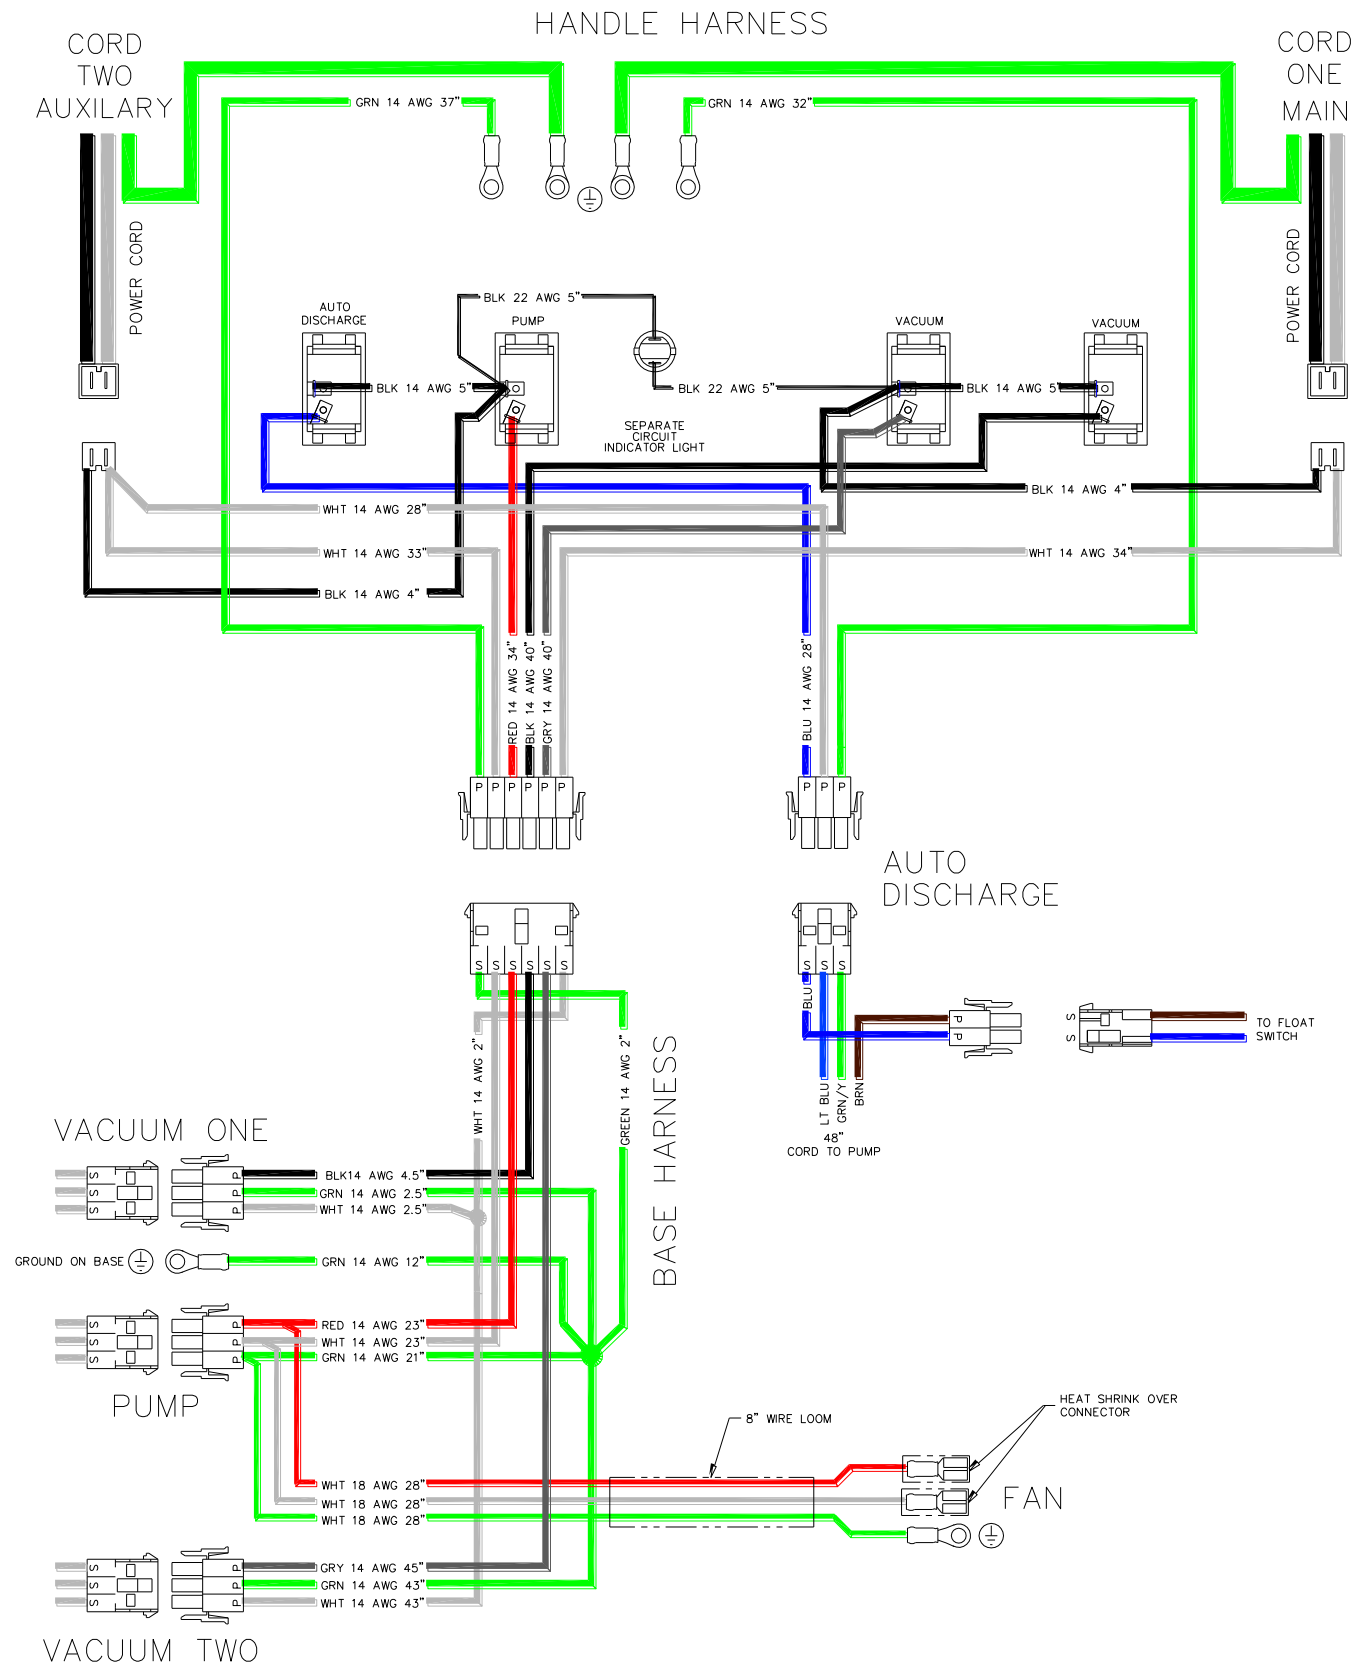 HANDLE HARNESS
CORD
TWO
AUXILARY
CORD
ONE
MAIN
GRN 14 AWG 37"
GRN 14 AWG 32"
POWER CORD
POWER CORD
AUTO
DISCHARGE
PUMP
BLK 22 AWG 5"
VACUUM
VACUUM
BLK 14 AWG 5"
BLK 22 AWG 5"
BLK 14 AWG 5"
SEPARATE
CIRCUIT
INDICATOR LIGHT
BLK 14 AWG 4"
WHT 14 AWG 28"
WHT 14 AWG 33"
WHT 14 AWG 34"
BLK 14 AWG 4"
RED 14 AWG 34"
BLK 14 AWG 40"
GRY 14 AWG 40"
BLU 14 AWG 28"
P P P P P P
P P P
AUTO
DISCHARGE
S S S S S S
S S S
BLU
P
P
S
S
TO FLOAT
SWITCH
WHT 14 AWG 2"
GREEN 14 AWG 2"
BASE HARNESS
LT BLU
GRN/Y
BRN
48"
CORD TO PUMP
VACUUM ONE
S
S
S
P
P
P
BLK14 AWG 4.5"
GRN 14 AWG 2.5"
WHT 14 AWG 2.5"
GROUND ON BASE
GRN 14 AWG 12"
S
S
S
P
P
P
RED 14 AWG 23"
WHT 14 AWG 23"
GRN 14 AWG 21"
PUMP
8" WIRE LOOM
HEAT SHRINK OVER
CONNECTOR
WHT 18 AWG 28"
WHT 18 AWG 28"
WHT 18 AWG 28"
FAN
S
S
S
P
P
P
GRY 14 AWG 45"
GRN 14 AWG 43"
WHT 14 AWG 43"
VACUUM TWO